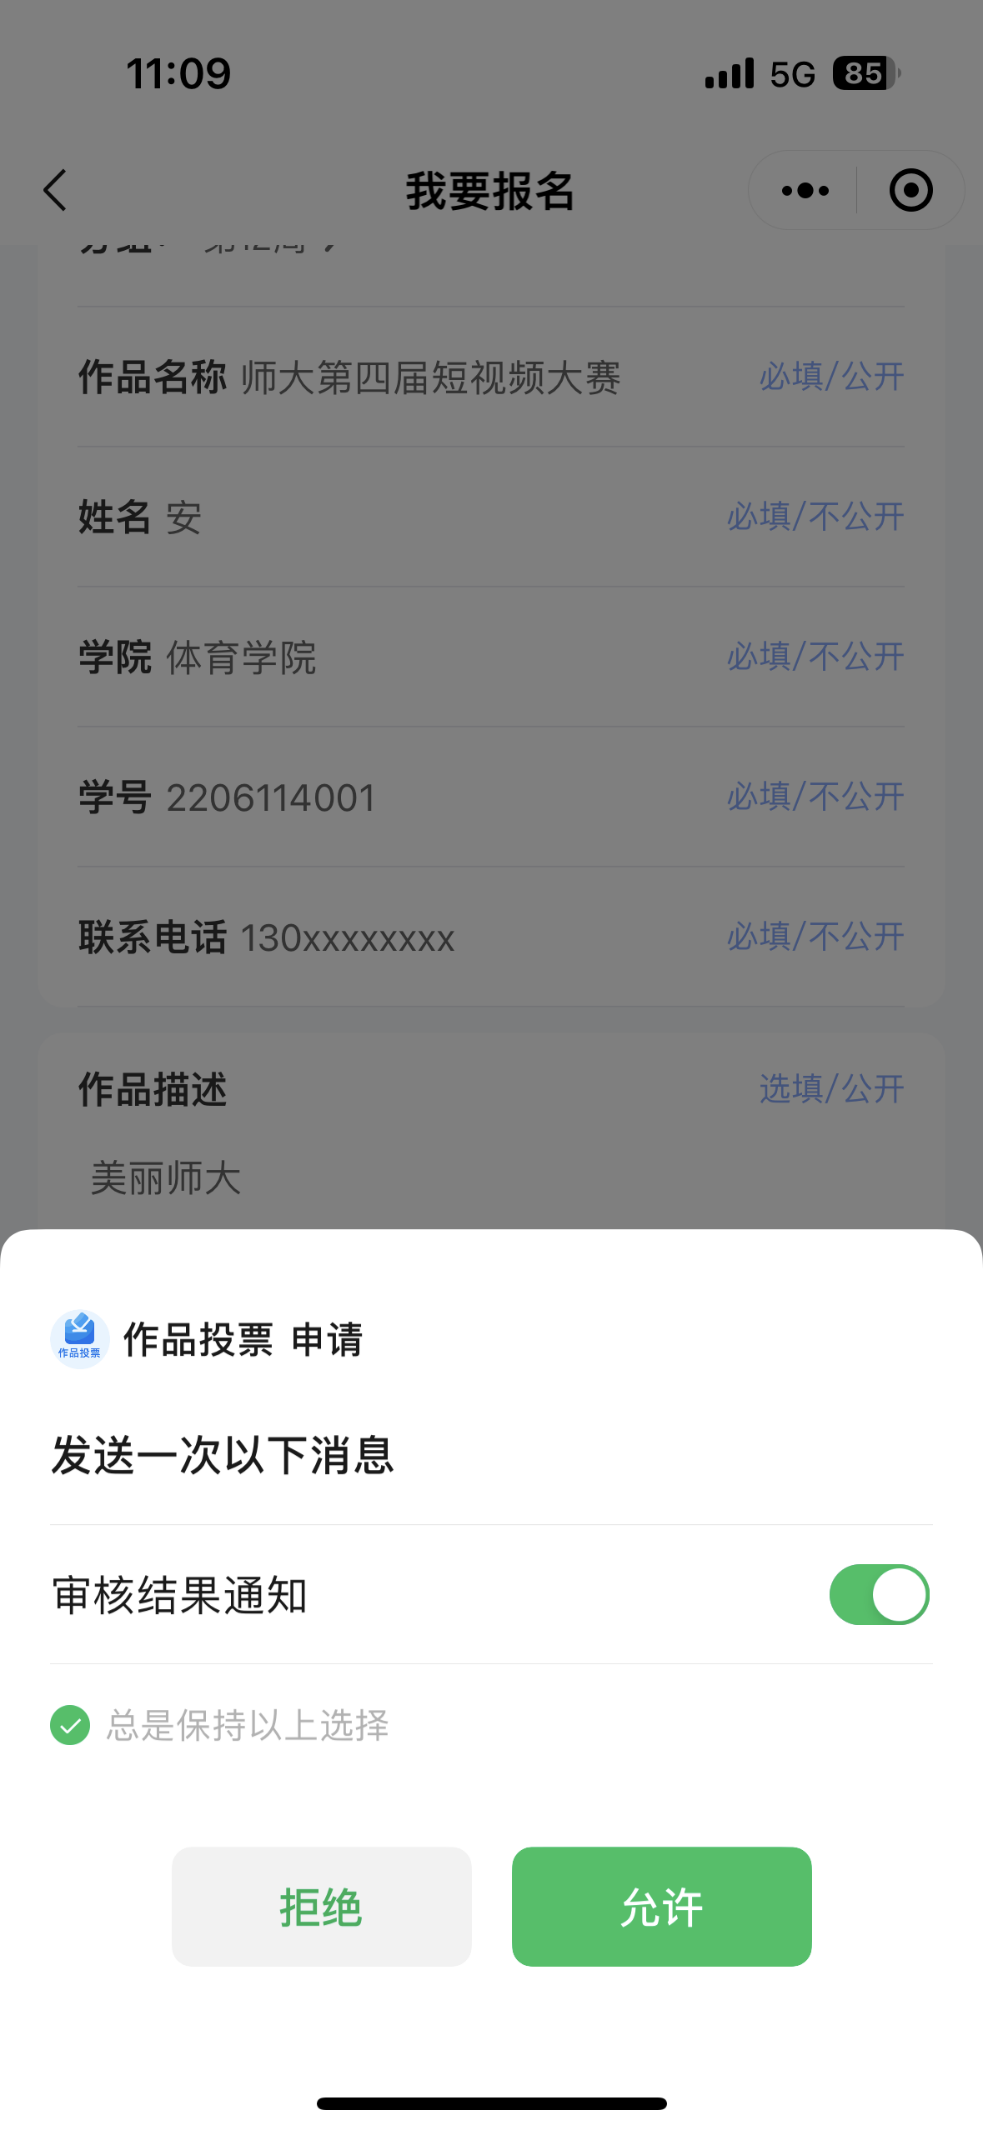 11:09
5G 85
我要报名
作品名称 师大第四届短视频大赛 必填/公开
姓名 安 必填/不公开
学院 体育学院 必填/不公开
学号 2206114001 必填/不公开
联系电话 130xxxxxxxx 必填/不公开
作品描述 选填/公开
美丽师大
作品投票
作品投票 申请
发送一次以下消息
审核结果通知
总是保持以上选择
拒绝 允许